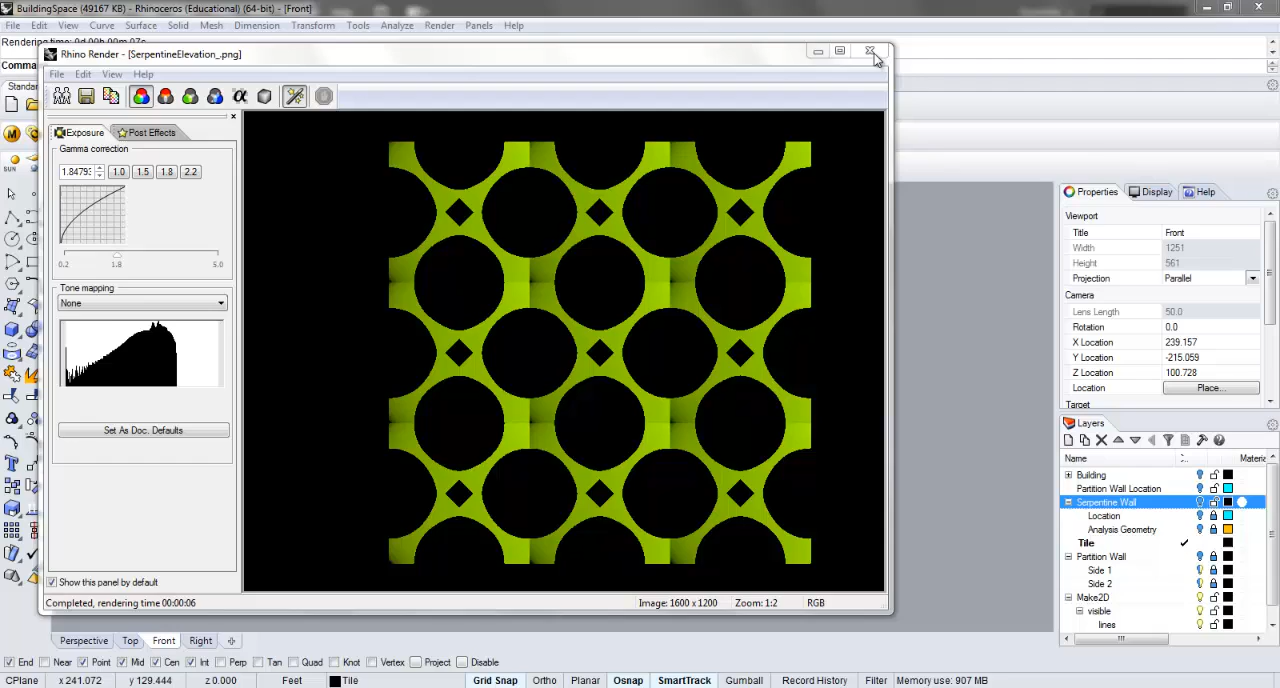 BuildingSpace (49167 KB) - Rhinoceros (Educational) (64-bit) - [Front]
File Edit View Curve Surface Solid Mesh Dimension Transform Tools Analyze Render Panels Help
Comma
Standar
Rhino Render - [SerpentineElevation_.png]
File Edit View Help
Exposure Post Effects
Gamma correction
1.0 1.5 1.8 2.2
0.2 1.8 5.0
Tone mapping
None
Set As Doc. Defaults
Show this panel by default
Completed, rendering time 00:00:06 Image: 1600 x 1200 Zoom: 1:2 RGB
SUN
Properties Display Help
Viewport
Title Front
Width 1251
Height 561
Projection Parallel
Camera
Lens Length 50.0
Rotation 0.0
X Location 239.157
Y Location -215.059
Z Location 100.728
Location Place...
Target
Layers
Name Materia
Building
Partition Wall Location
Serpentine Wall
Location
Analysis Geometry
Tile
Partition Wall
Side 1
Side 2
Make2D
visible
lines
Perspective Top Front Right
End Near Point Mid Cen Int Perp Tan Quad Knot Vertex Project Disable
CPlane x 241.072 y 129.444 z 0.000 Feet Tile Grid Snap Ortho Planar Osnap SmartTrack Gumball Record History Filter Memory use: 907 MB